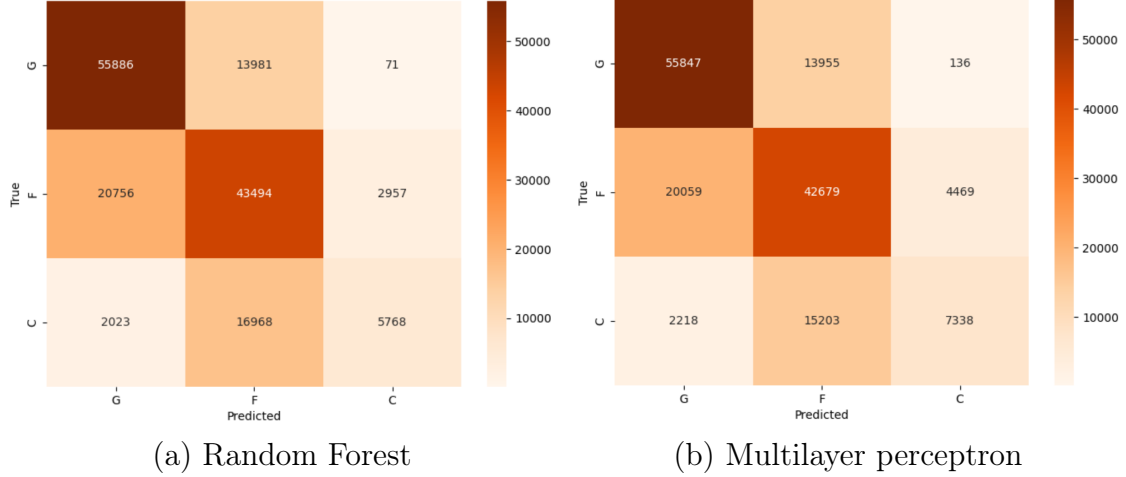 G
F
C
True
55886 13981 71
20756 43494 2957
2023 16968 5768
G F C
Predicted
50000
40000
30000
20000
10000
(a) Random Forest
G
F
C
True
55847 13955 136
20059 42679 4469
2218 15203 7338
G F C
Predicted
50000
40000
30000
20000
10000
(b) Multilayer perceptron